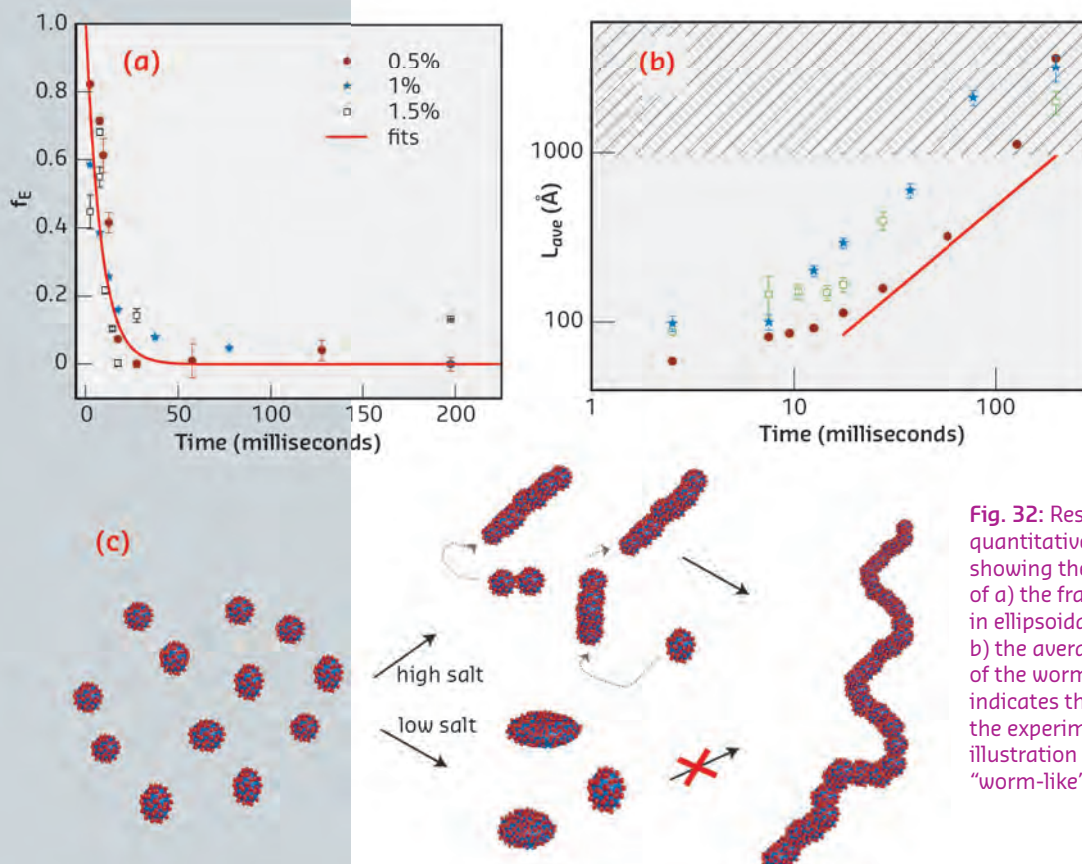 (a)
1.0
0.8
0.6
0.4
0.2
0
f_E
0 50 100 150 200
Time (milliseconds)
0.5%
1%
1.5%
fits
(b)
1000
100
L_ave (Å)
1 10 100
Time (milliseconds)
(c)
high salt
low salt
Fig. 32: Res
quantitative
showing the
of a) the fra
in ellipsoida
b) the avera
of the worm
indicates th
the experim
illustration
"worm-like"